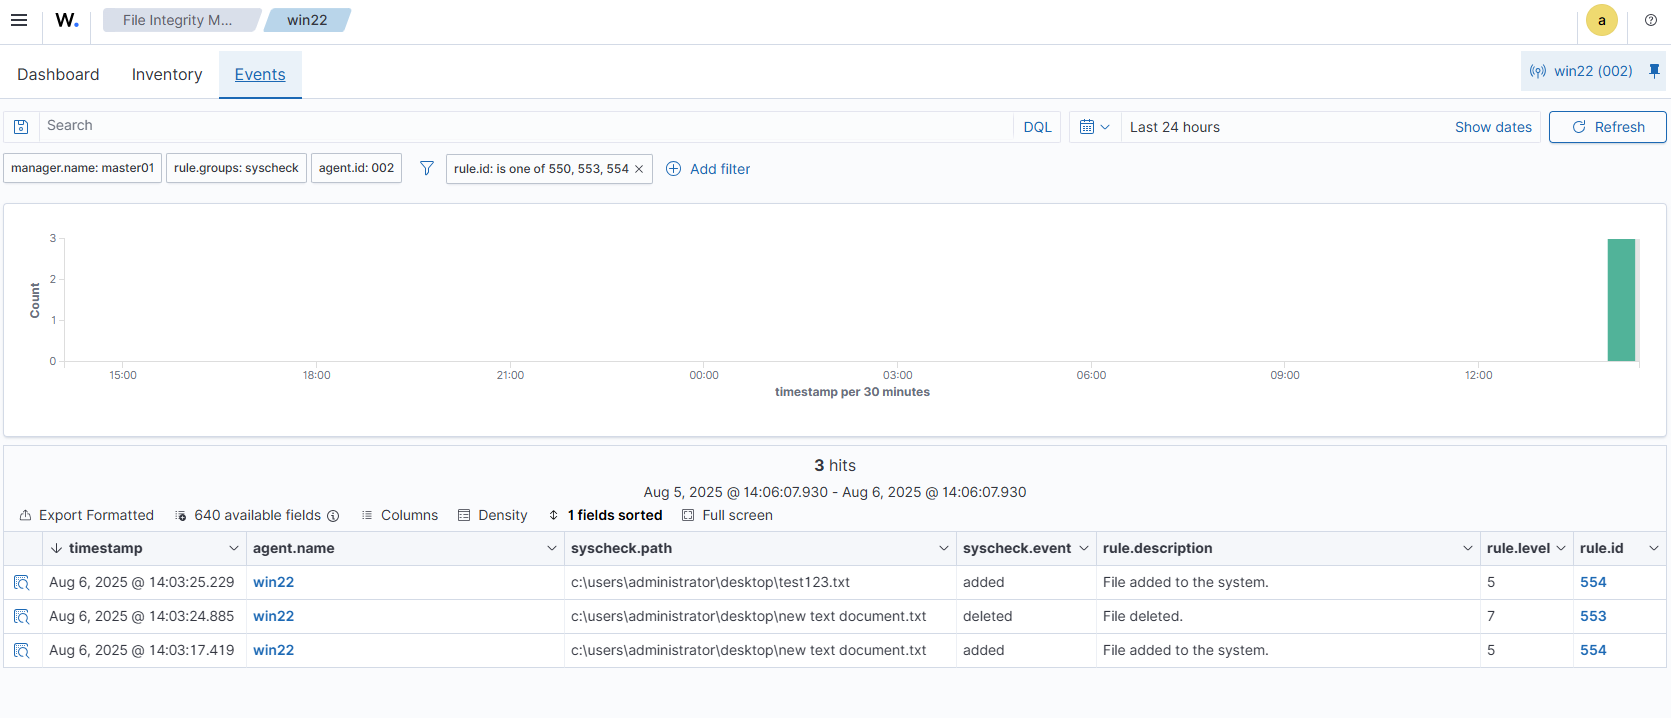 W. File Integrity M... win22 a
Dashboard Inventory Events win22 (002)
Search DQL Last 24 hours Show dates Refresh
manager.name: master01 rule.groups: syscheck agent.id: 002 rule.id: is one of 550, 553, 554 Add filter
3
2
1
0
Count
15:00 18:00 21:00 00:00 03:00 06:00 09:00 12:00
timestamp per 30 minutes
3 hits
Aug 5, 2025 @ 14:06:07.930 - Aug 6, 2025 @ 14:06:07.930
Export Formatted 640 available fields Columns Density 1 fields sorted Full screen
timestamp agent.name syscheck.path syscheck.event rule.description rule.level rule.id
Aug 6, 2025 @ 14:03:25.229 win22 c:\users\administrator\desktop\test123.txt added File added to the system. 5 554
Aug 6, 2025 @ 14:03:24.885 win22 c:\users\administrator\desktop\new text document.txt deleted File deleted. 7 553
Aug 6, 2025 @ 14:03:17.419 win22 c:\users\administrator\desktop\new text document.txt added File added to the system. 5 554